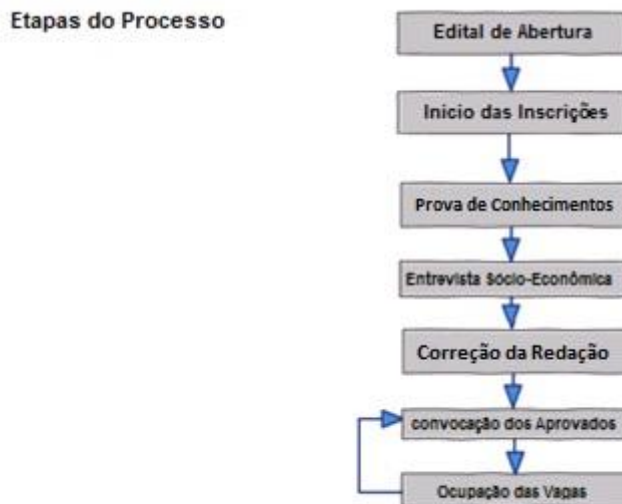 Etapas do Processo
Edital de Abertura
Inicio das Inscrições
Prova de Conhecimentos
Entrevista Sócio-Econômica
Correção da Redação
convocação dos Aprovados
Ocupação das Vagas